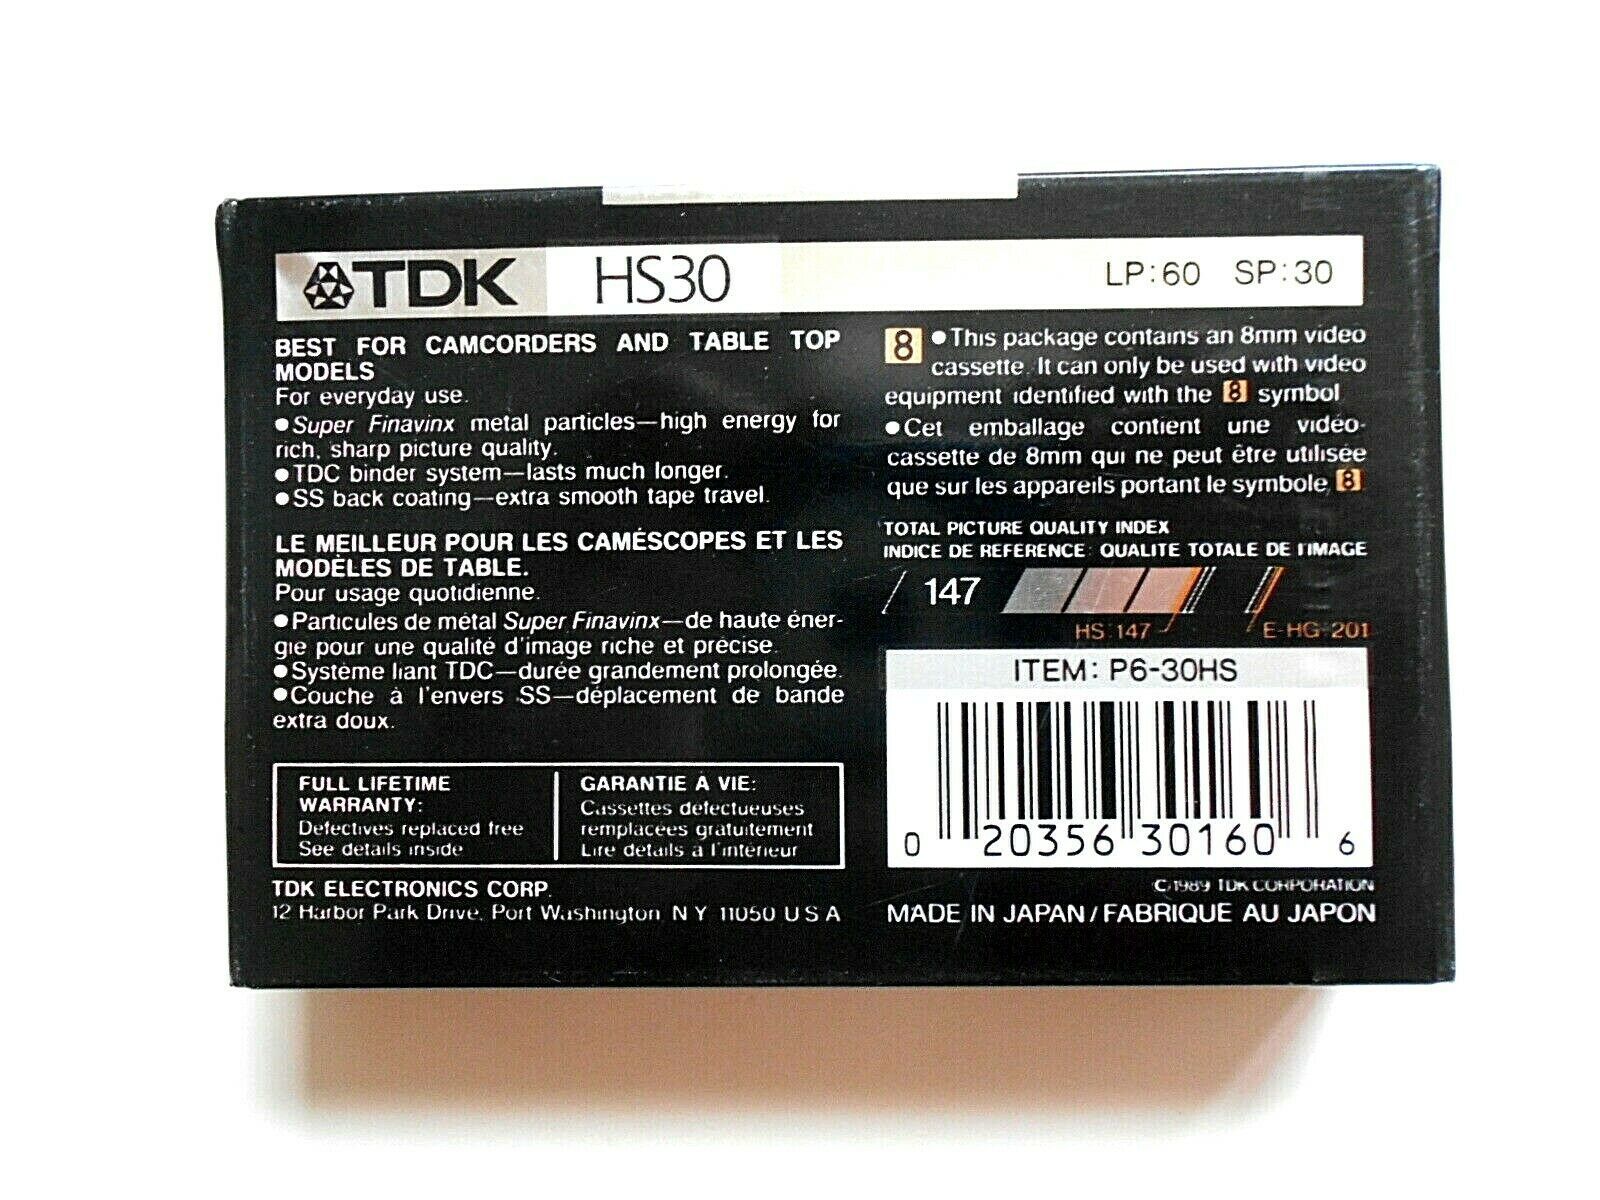 TDK HS30 LP:60 SP:30
BEST FOR CAMCORDERS AND TABLE TOP
MODELS
For everyday use.
●Super Finavinx metal particles—high energy for
rich, sharp picture quality.
●TDC binder system—lasts much longer.
●SS back coating—extra smooth tape travel.
LE MEILLEUR POUR LES CAMÉSCOPES ET LES
MODÈLES DE TABLE.
Pour usage quotidienne.
●Particules de métal Super Finavinx—de haute éner-
gie pour une qualité d'image riche et précise.
●Système liant TDC—durée grandement prolongée.
●Couche à l'envers SS—déplacement de bande
extra doux.
FULL LIFETIME
WARRANTY:
Defectives replaced free
See details inside
GARANTIE À VIE:
Cassettes défectueuses
remplacées gratuitement
Lire détails à l'intérieur
TDK ELECTRONICS CORP.
12 Harbor Park Drive, Port Washington N Y 11050 U S A
8 ●This package contains an 8mm video
cassette. It can only be used with video
equipment identified with the 8 symbol
●Cet emballage contient une vidéo-
cassette de 8mm qui ne peut être utilisée
que sur les appareils portant le symbole 8
TOTAL PICTURE QUALITY INDEX
INDICE DE REFERENCE: QUALITE TOTALE DE l'IMAGE
147
HS:147 E-HG:201
ITEM: P6-30HS
0 20356 30160 6
C/1989 TDK CORPORATION
MADE IN JAPAN / FABRIQUE AU JAPON